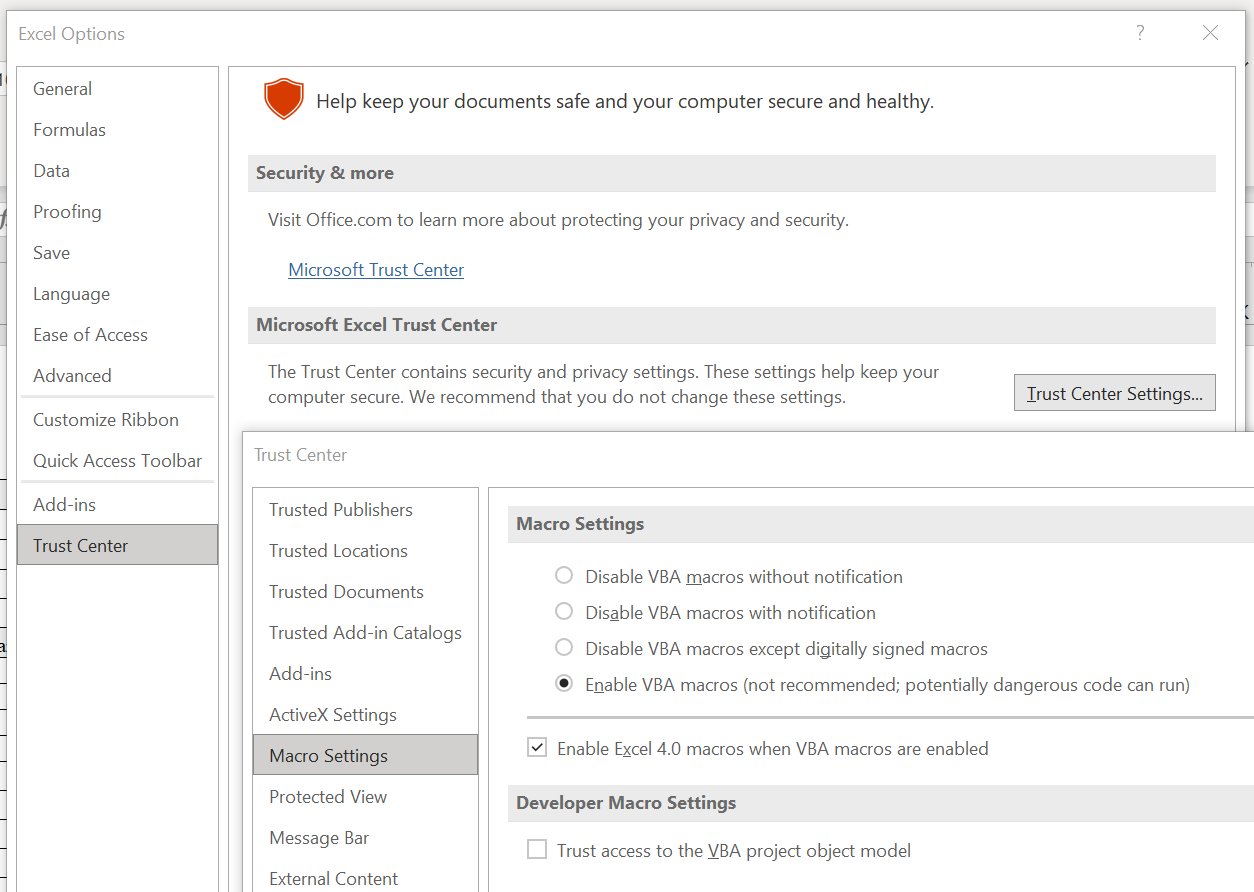 Excel Options
?
General
Formulas
Data
Proofing
Save
Language
Ease of Access
Advanced
Customize Ribbon
Quick Access Toolbar
Add-ins
Trust Center
Help keep your documents safe and your computer secure and healthy.
Security & more
Visit Office.com to learn more about protecting your privacy and security.
Microsoft Trust Center
Microsoft Excel Trust Center
The Trust Center contains security and privacy settings. These settings help keep your
computer secure. We recommend that you do not change these settings.
Trust Center Settings...
Trust Center
Trusted Publishers
Trusted Locations
Trusted Documents
Trusted Add-in Catalogs
Add-ins
ActiveX Settings
Macro Settings
Protected View
Message Bar
External Content
Macro Settings
Disable VBA macros without notification
Disable VBA macros with notification
Disable VBA macros except digitally signed macros
Enable VBA macros (not recommended; potentially dangerous code can run)
Enable Excel 4.0 macros when VBA macros are enabled
Developer Macro Settings
Trust access to the VBA project object model